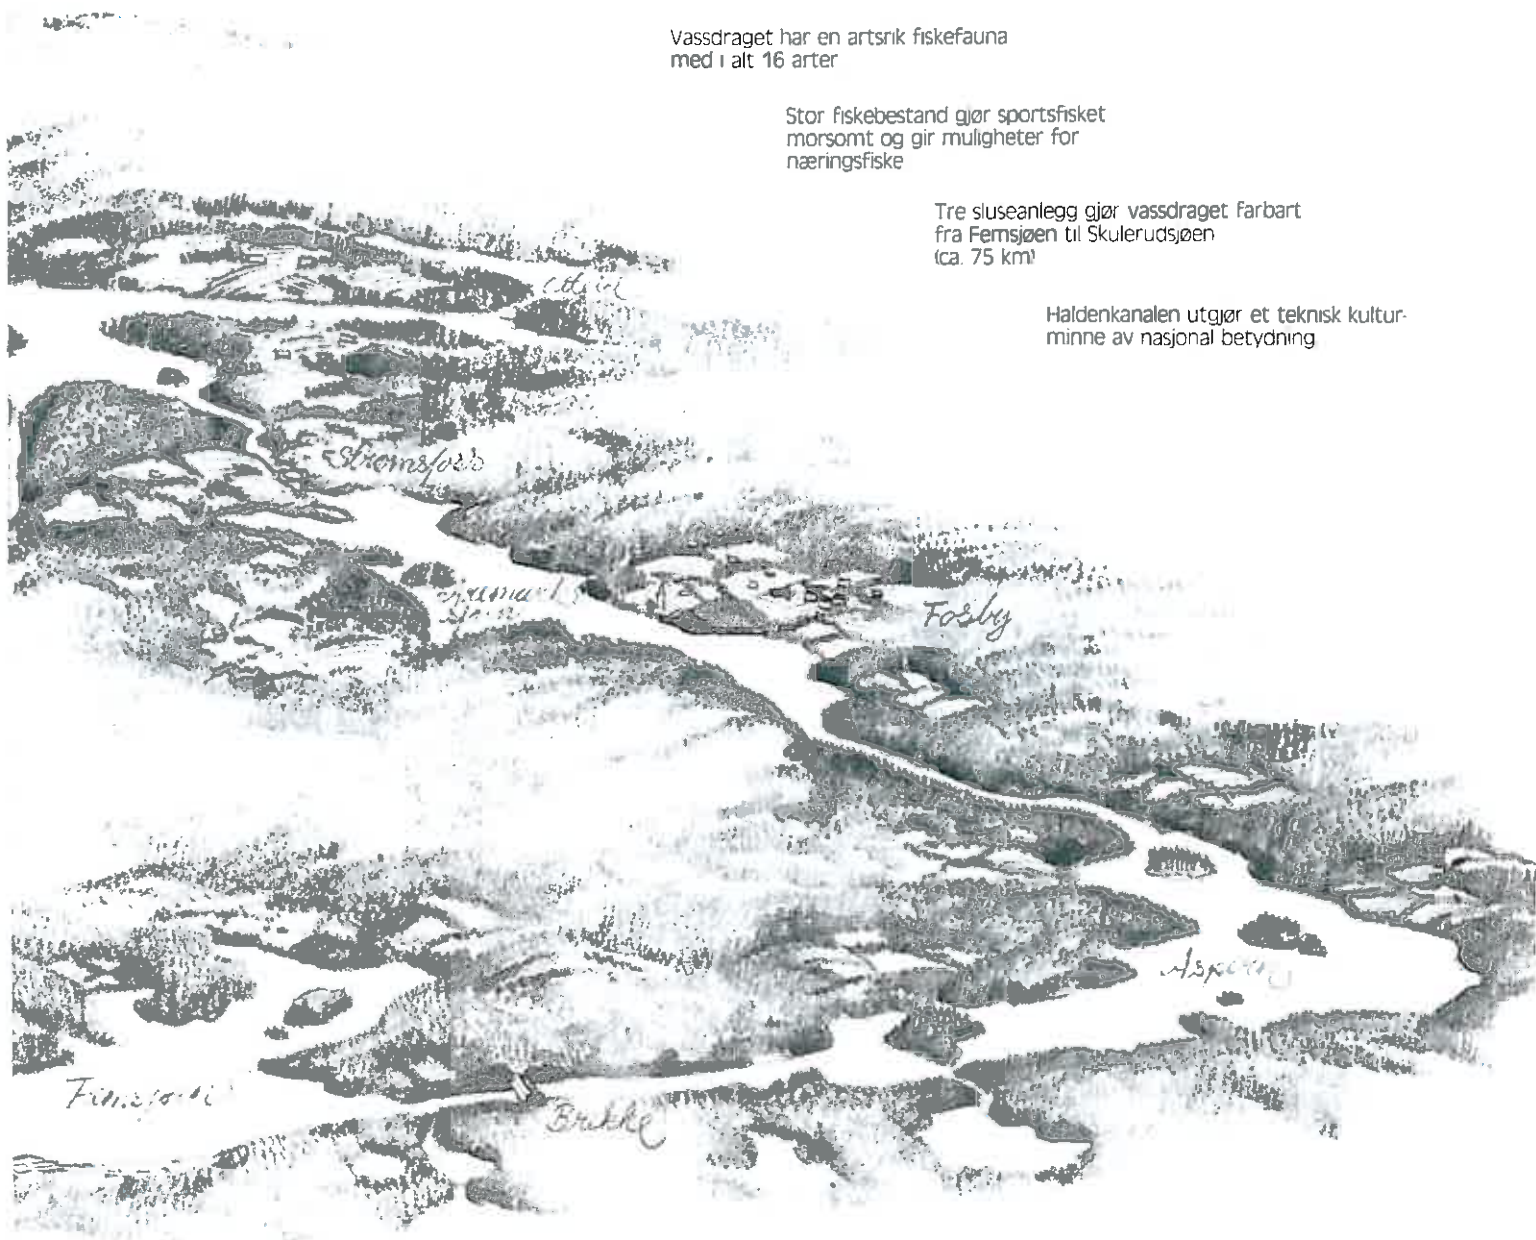 Vassdraget har en artsrik fiskefauna
med i alt 16 arter
Stor fiskebestand gjør sportsfisket
morsomt og gir muligheter for
næringsfiske
Tre sluseanlegg gjør vassdraget farbart
fra Femsjøen til Skulerudsjøen
(ca. 75 km)
Haldenkanalen utgjør et teknisk kultur-
minne av nasjonal betydning
Strømsfoss
Fosby
Brekke